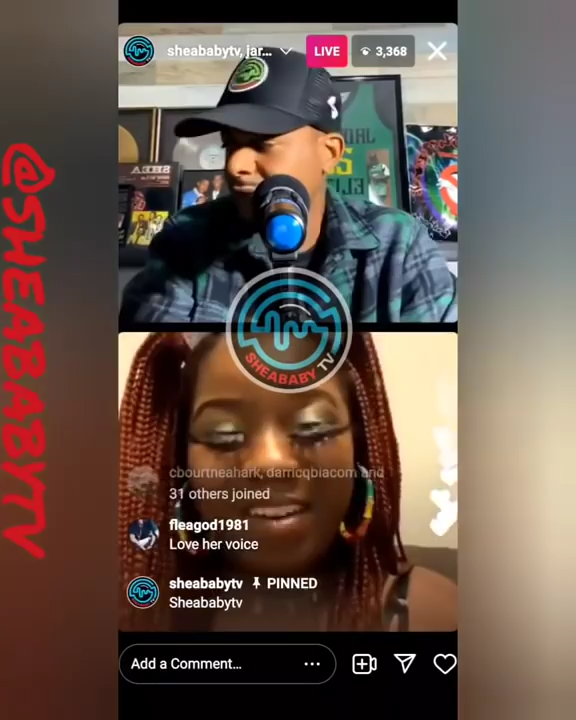 sheababytv, jar...
LIVE
3,368
@SHEABABYTV
SHEABABY TV
cbourtneahark, darricqbiacorn and
31 others joined
fleagod1981
Love her voice
sheababytv PINNED
Sheababytv
Add a Comment...